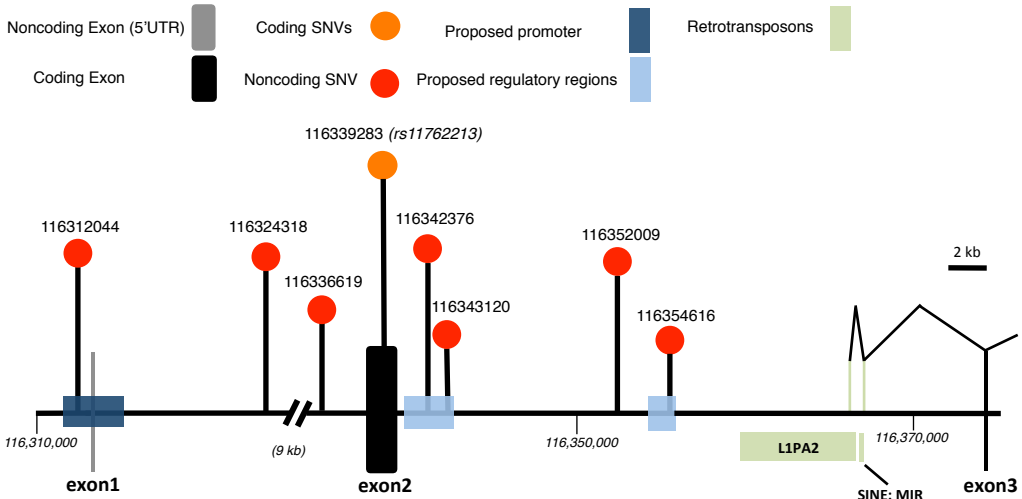 Noncoding Exon (5'UTR)
Coding SNVs
Proposed promoter
Retrotransposons
Coding Exon
Noncoding SNV
Proposed regulatory regions
116339283 (rs11762213)
116312044
116324318
116342376
116352009
2 kb
116336619
116343120
116354616
116,310,000
(9 kb)
116,350,000
116,370,000
L1PA2
exon1
exon2
exon3
SINE: MIR